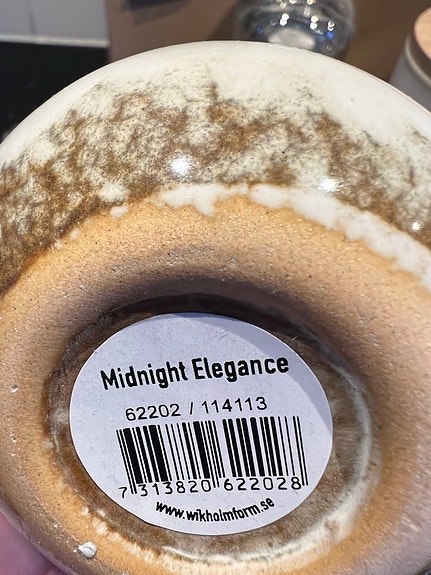 Midnight Elegance
62202 / 114113
7 313820 622028
www.wikholmform.se